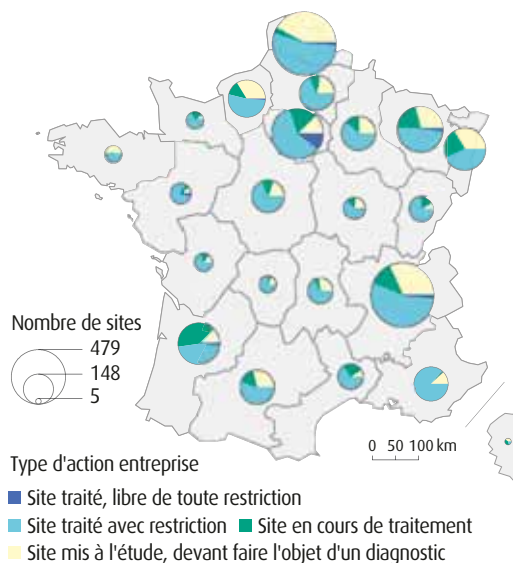 Nombre de sites
479
148
5
0 50 100 km
Type d'action entreprise
Site traité, libre de toute restriction
Site traité avec restriction Site en cours de traitement
Site mis à l'étude, devant faire l'objet d'un diagnostic